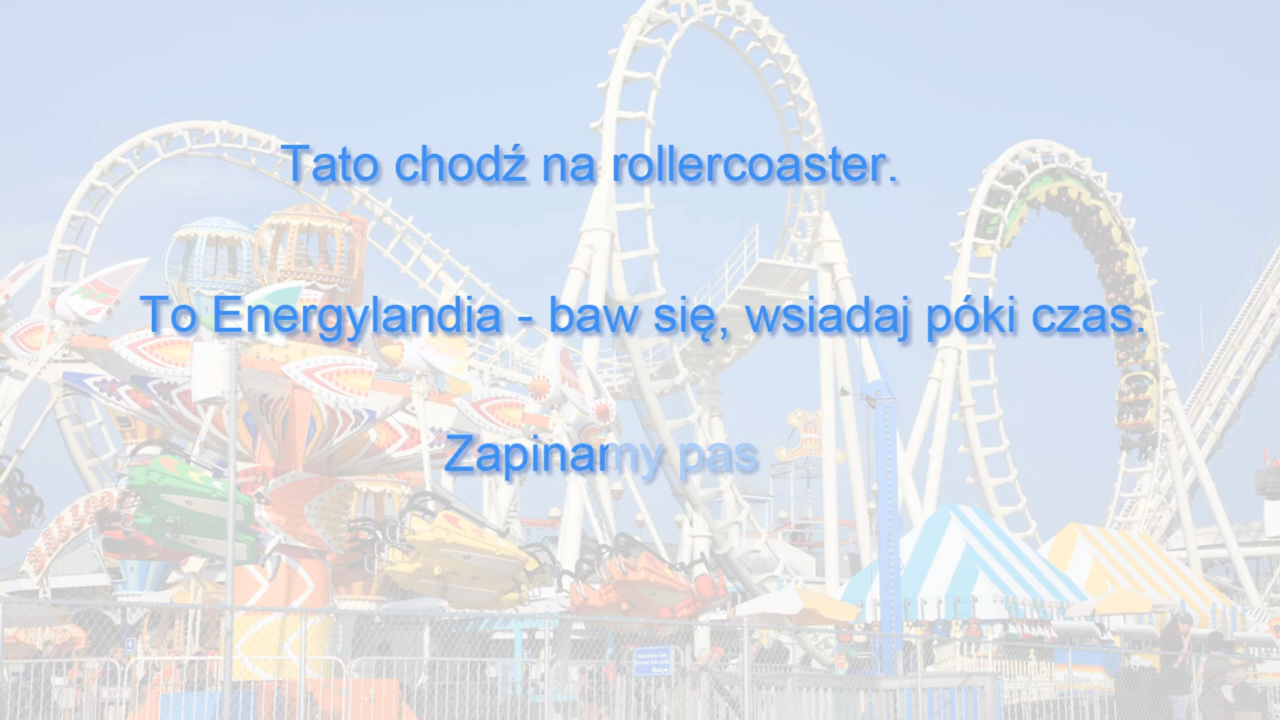 Tato chodź na rollercoaster.
To Energylandia - baw się, wsiadaj póki czas.
Zapinamy pas